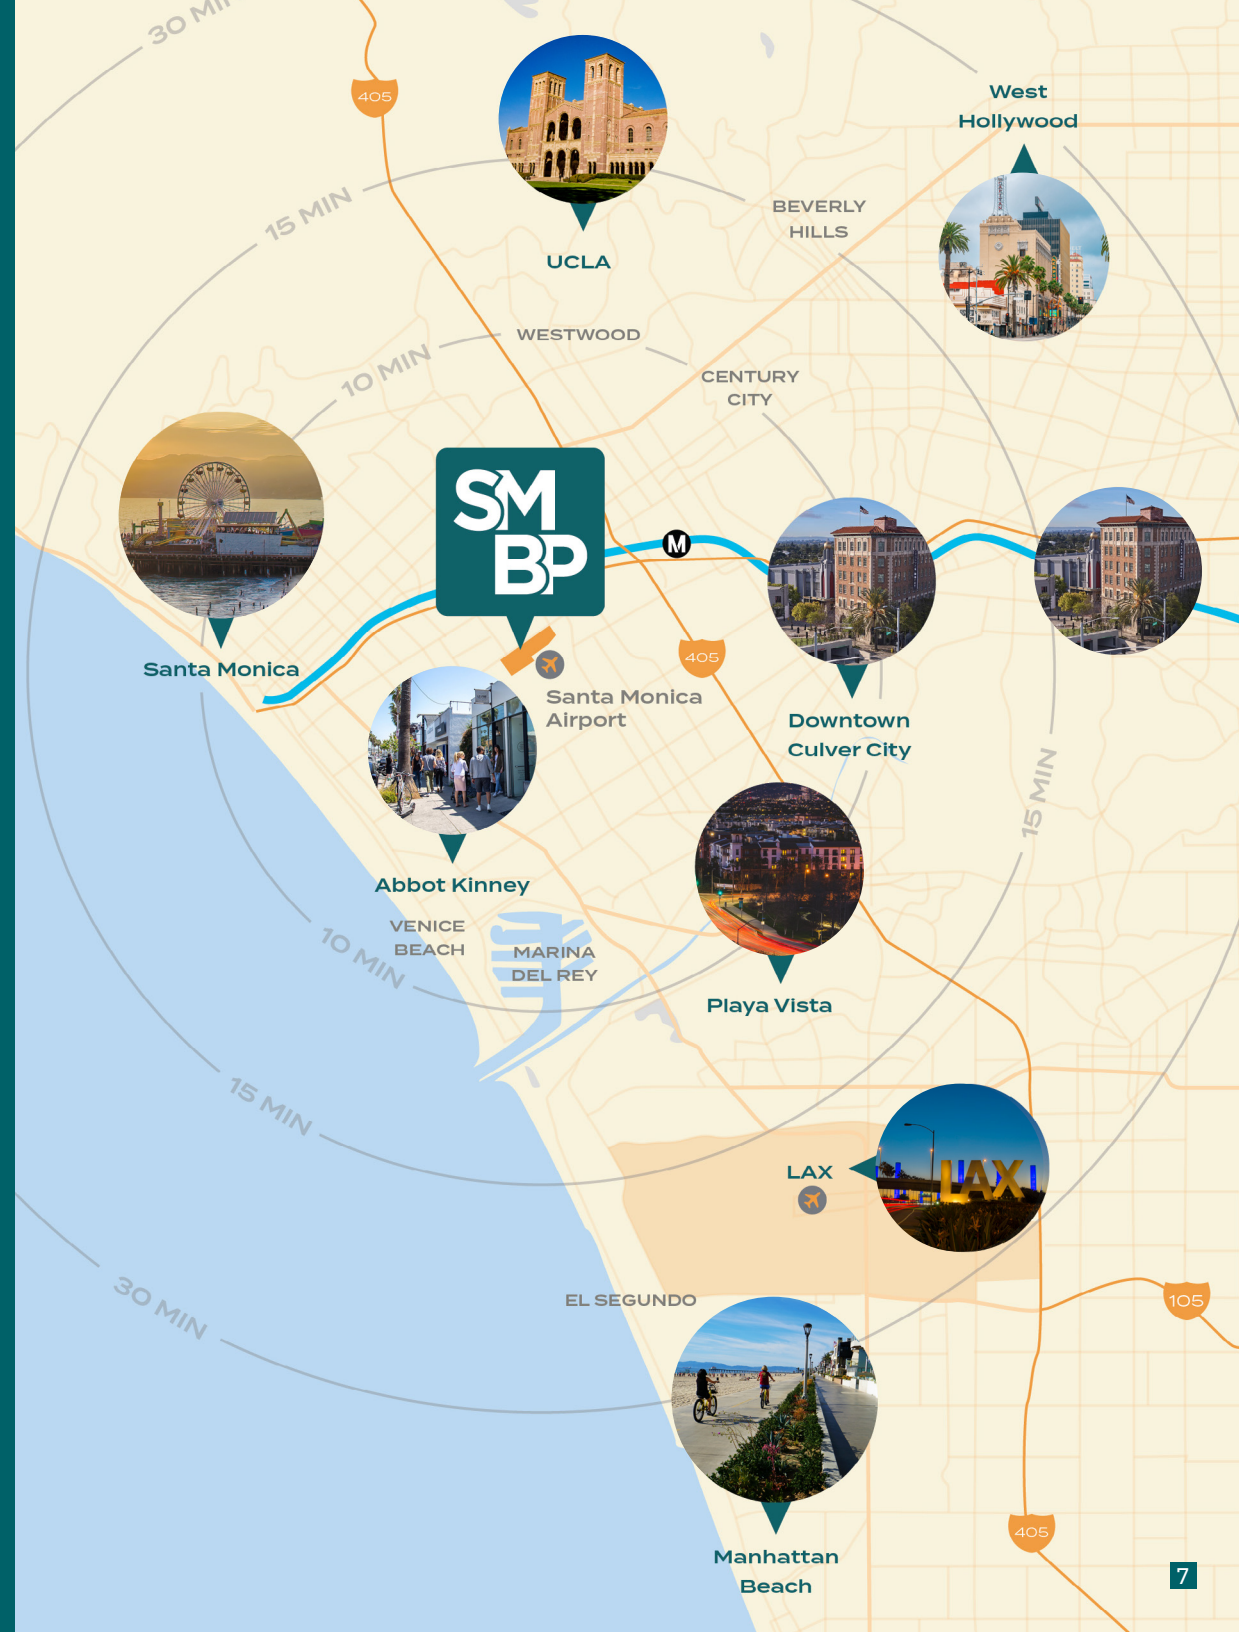 30 MIN
405
West
Hollywood
15 MIN
BEVERLY
HILLS
UCLA
WESTWOOD
10 MIN
CENTURY
CITY
SM
BP
M
405
Santa Monica
Santa Monica
Airport
Downtown
Culver City
15 MIN
Abbot Kinney
VENICE
BEACH
10 MIN
MARINA
DEL REY
Playa Vista
15 MIN
LAX
LAX
30 MIN
EL SEGUNDO
105
405
Manhattan
Beach
7